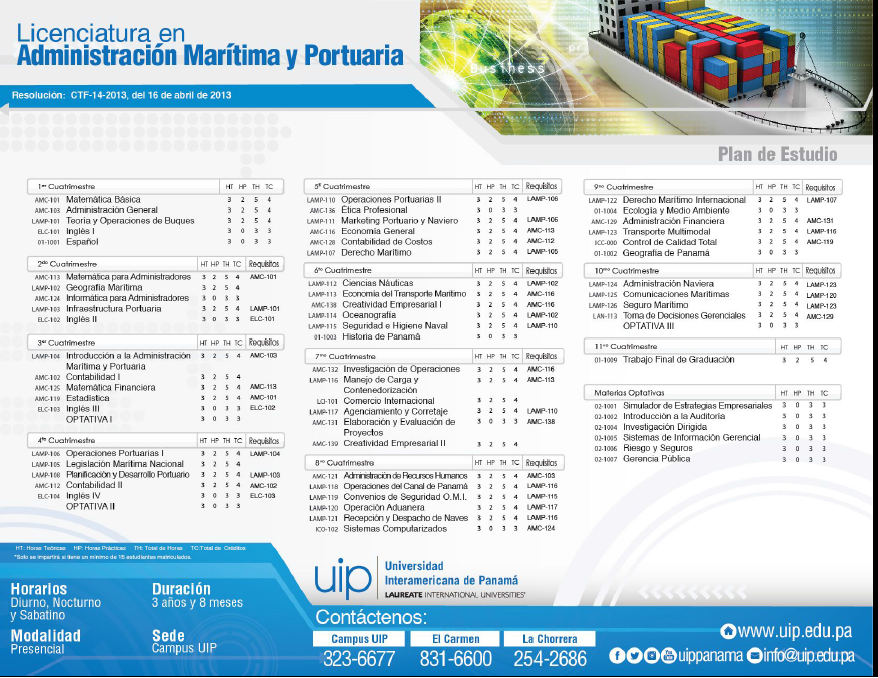 Licenciatura en
Administración Marítima y Portuaria
Business
Resolución: CTF-14-2013, del 16 de abril de 2013
Plan de Estudio
1er Cuatrimestre HT HP TH TC
AMC-101 Matemática Básica 3 2 5 4
AMC-103 Administración General 3 2 5 4
LAMP-101 Teoría y Operaciones de Buques 3 2 5 4
ELC-101 Inglés I 3 0 3 3
01-1001 Español 3 0 3 3
2do Cuatrimestre HT HP TH TC Requisitos
AMC-113 Matemática para Administradores 3 2 5 4 AMC-101
LAMP-102 Geografía Marítima 3 2 5 4
AMC-124 Informática para Administradores 3 0 3 3
LAMP-103 Infraestructura Portuaria 3 2 5 4 LAMP-101
ELC-102 Inglés II 3 0 3 3 ELC-101
3er Cuatrimestre HT HP TH TC Requisitos
LAMP-104 Introducción a la Administración 3 2 5 4 AMC-103
Marítima y Portuaria
AMC-102 Contabilidad I 3 2 5 4
AMC-125 Matemática Financiera 3 2 5 4 AMC-113
AMC-119 Estadística 3 2 5 4 AMC-101
ELC-103 Inglés III 3 0 3 3 ELC-102
OPTATIVA I 3 0 3 3
4to Cuatrimestre HT HP TH TC Requisitos
LAMP-106 Operaciones Portuarias I 3 2 5 4 LAMP-104
LAMP-105 Legislación Marítima Nacional 3 2 5 4
LAMP-108 Planificación y Desarrollo Portuario 3 2 5 4 LAMP-103
AMC-112 Contabilidad II 3 2 5 4 AMC-102
ELC-104 Inglés IV 3 0 3 3 ELC-103
OPTATIVA II 3 0 3 3
5to Cuatrimestre HT HP TH TC Requisitos
LAMP-110 Operaciones Portuarias II 3 2 5 4 LAMP-106
AMC-136 Ética Profesional 3 0 3 3
LAMP-111 Marketing Portuario y Naviero 3 2 5 4 LAMP-106
AMC-116 Economía General 3 2 5 4 AMC-113
AMC-128 Contabilidad de Costos 3 2 5 4 AMC-112
LAMP-107 Derecho Marítimo 3 2 5 4 LAMP-105
6to Cuatrimestre HT HP TH TC Requisitos
LAMP-112 Ciencias Náuticas 3 2 5 4 LAMP-102
LAMP-113 Economía del Transporte Marítimo 3 2 5 4 AMC-116
AMC-138 Creatividad Empresarial I 3 2 5 4 AMC-116
LAMP-114 Oceanografía 3 2 5 4 LAMP-102
LAMP-115 Seguridad e Higiene Naval 3 2 5 4 LAMP-110
01-1003 Historia de Panamá 3 0 3 3
7mo Cuatrimestre HT HP TH TC Requisitos
AMC-132 Investigación de Operaciones 3 2 5 4 AMC-116
LAMP-116 Manejo de Carga y 3 2 5 4 AMC-113
Contenedorización
LCI-101 Comercio Internacional 3 2 5 4
LAMP-117 Agenciamiento y Corretaje 3 2 5 4 LAMP-110
AMC-131 Elaboración y Evaluación de 3 0 3 3 AMC-138
Proyectos
AMC-139 Creatividad Empresarial II 3 2 5 4
8vo Cuatrimestre HT HP TH TC Requisitos
AMC-121 Administración de Recursos Humanos 3 2 5 4 AMC-103
LAMP-118 Operaciones del Canal de Panamá 3 2 5 4 LAMP-116
LAMP-119 Convenios de Seguridad O.M.I. 3 2 5 4 LAMP-115
LAMP-120 Operación Aduanera 3 2 5 4 LAMP-117
LAMP-121 Recepción y Despacho de Naves 3 2 5 4 LAMP-116
ICO-102 Sistemas Computarizados 3 0 3 3 AMC-124
9no Cuatrimestre HT HP TH TC Requisitos
LAMP-122 Derecho Marítimo Internacional 3 2 5 4 LAMP-107
01-1004 Ecología y Medio Ambiente 3 0 3 3
AMC-129 Administración Financiera 3 2 5 4 AMC-131
LAMP-123 Transporte Multimodal 3 2 5 4 LAMP-116
ICC-000 Control de Calidad Total 3 2 5 4 AMC-119
01-1002 Geografía de Panamá 3 0 3 3
10mo Cuatrimestre HT HP TH TC Requisitos
LAMP-124 Administración Naviera 3 2 5 4 LAMP-123
LAMP-125 Comunicaciones Marítimas 3 2 5 4 LAMP-120
LAMP-126 Seguro Marítimo 3 2 5 4 LAMP-123
LAN-113 Toma de Decisiones Gerenciales 3 2 5 4 AMC-129
OPTATIVA III 3 0 3 3
11mo Cuatrimestre HT HP TH TC
01-1009 Trabajo Final de Graduación 3 2 5 4
Materias Optativas HT HP TH TC
02-1001 Simulador de Estrategias Empresariales 3 0 3 3
02-1002 Introducción a la Auditoría 3 0 3 3
02-1004 Investigación Dirigida 3 0 3 3
02-1005 Sistemas de Información Gerencial 3 0 3 3
02-1006 Riesgo y Seguros 3 0 3 3
02-1007 Gerencia Pública 3 0 3 3
HT: Horas Teóricas HP: Horas Prácticas TH: Total de Horas TC:Total de Créditos
*Solo se impartirá si tiene un mínimo de 15 estudiantes matriculados.
Horarios
Diurno, Nocturno
y Sabatino
Duración
3 años y 8 meses
Modalidad
Presencial
Sede
Campus UIP
uip
Universidad
Interamericana de Panamá
LAUREATE INTERNATIONAL UNIVERSITIES®
Contáctenos:
Campus UIP
323-6677
El Carmen
831-6600
La Chorrera
254-2686
www.uip.edu.pa
uippanama info@uip.edu.pa